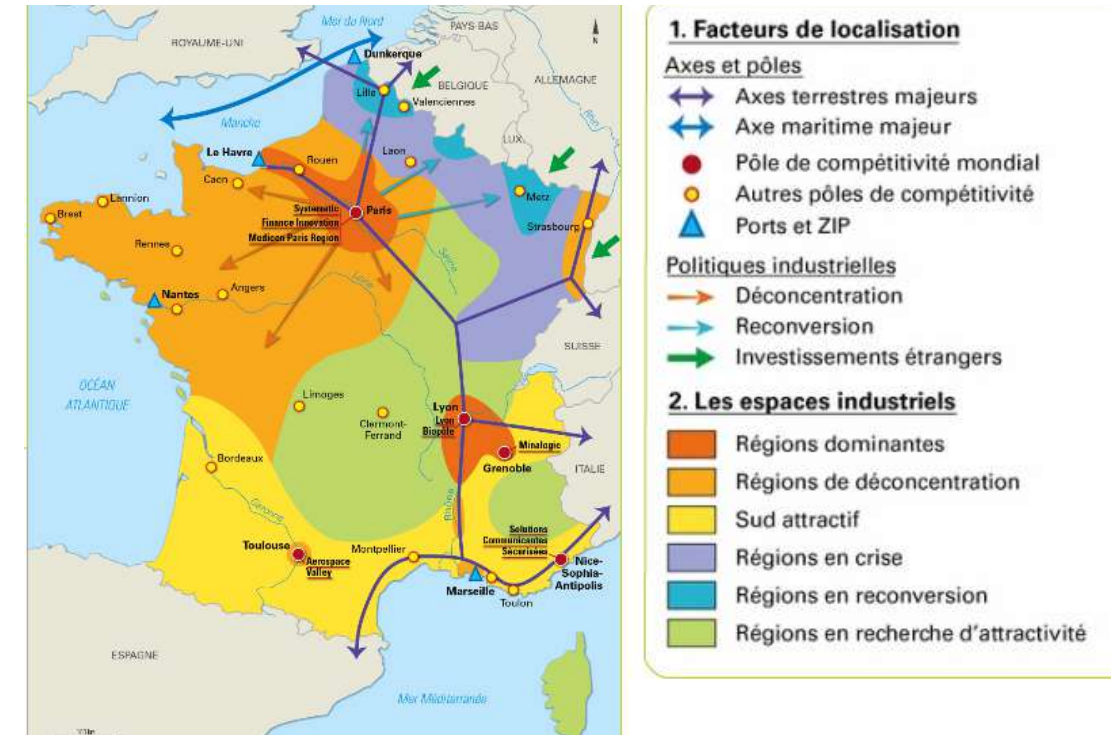 Mer du Nord
PAYS-BAS
ROYAUME-UNI
N
Dunkerque
ALLEMAGNE
BELGIQUE
Lille
Valenciennes
Rhin
Manche
LUX.
Le Havre
Rouen
Laon
Caen
Metz
Lannion
Systematic
Paris
Brest
Finance Innovation
Strasbourg
Medicen Paris Region
Rennes
Seine
Loire
Angers
Nantes
SUISSE
OCÉAN
ATLANTIQUE
Limoges
Lyon
Clermont-
Ferrand
Lyon
Biopôle
Minalogic
Bordeaux
Grenoble
ITALIE
Rhône
Garonne
Solutions
Communicantes
Sécurisées
Toulouse
Montpellier
Aerospace
Valley
Nice-
Sophia-
Antipolis
Marseille
Toulon
ESPAGNE
Mer Méditerranée
1. Facteurs de localisation
Axes et pôles
Axes terrestres majeurs
Axe maritime majeur
Pôle de compétitivité mondial
Autres pôles de compétitivité
Ports et ZIP
Politiques industrielles
Déconcentration
Reconversion
Investissements étrangers
2. Les espaces industriels
Régions dominantes
Régions de déconcentration
Sud attractif
Régions en crise
Régions en reconversion
Régions en recherche d'attractivité